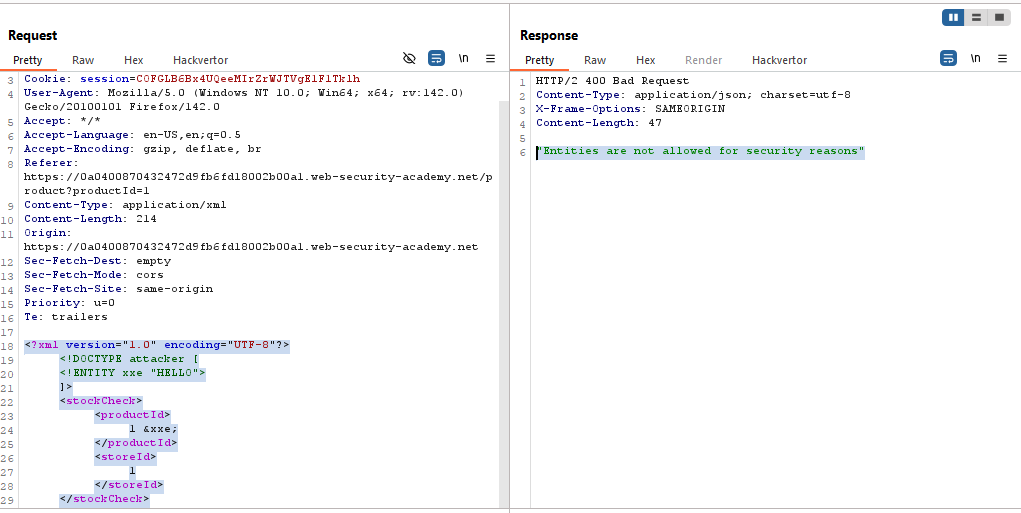 Request
Response
Pretty Raw Hex Hackvertor
\n
Pretty Raw Hex Render Hackvertor
\n
3 Cookie: session=C0FGLB6Bx4UQeeMIrZrWJTVgElFlTklh
4 User-Agent: Mozilla/5.0 (Windows NT 10.0; Win64; x64; rv:142.0)
Gecko/20100101 Firefox/142.0
5 Accept: */*
6 Accept-Language: en-US,en;q=0.5
7 Accept-Encoding: gzip, deflate, br
8 Referer:
https://0a0400870432472d9fb6fd18002b00a1.web-security-academy.net/p
roduct?productId=1
9 Content-Type: application/xml
10 Content-Length: 214
11 Origin:
https://0a0400870432472d9fb6fd18002b00a1.web-security-academy.net
12 Sec-Fetch-Dest: empty
13 Sec-Fetch-Mode: cors
14 Sec-Fetch-Site: same-origin
15 Priority: u=0
16 Te: trailers
17
18 <?xml version="1.0" encoding="UTF-8"?>
19 <!DOCTYPE attacker [
20 <!ENTITY xxe "HELLO">
21 ]>
22 <stockCheck>
23 <productId>
24 1 &xxe;
25 </productId>
26 <storeId>
27 1
28 </storeId>
29 </stockCheck>
1 HTTP/2 400 Bad Request
2 Content-Type: application/json; charset=utf-8
3 X-Frame-Options: SAMEORIGIN
4 Content-Length: 47
5
6 "Entities are not allowed for security reasons"